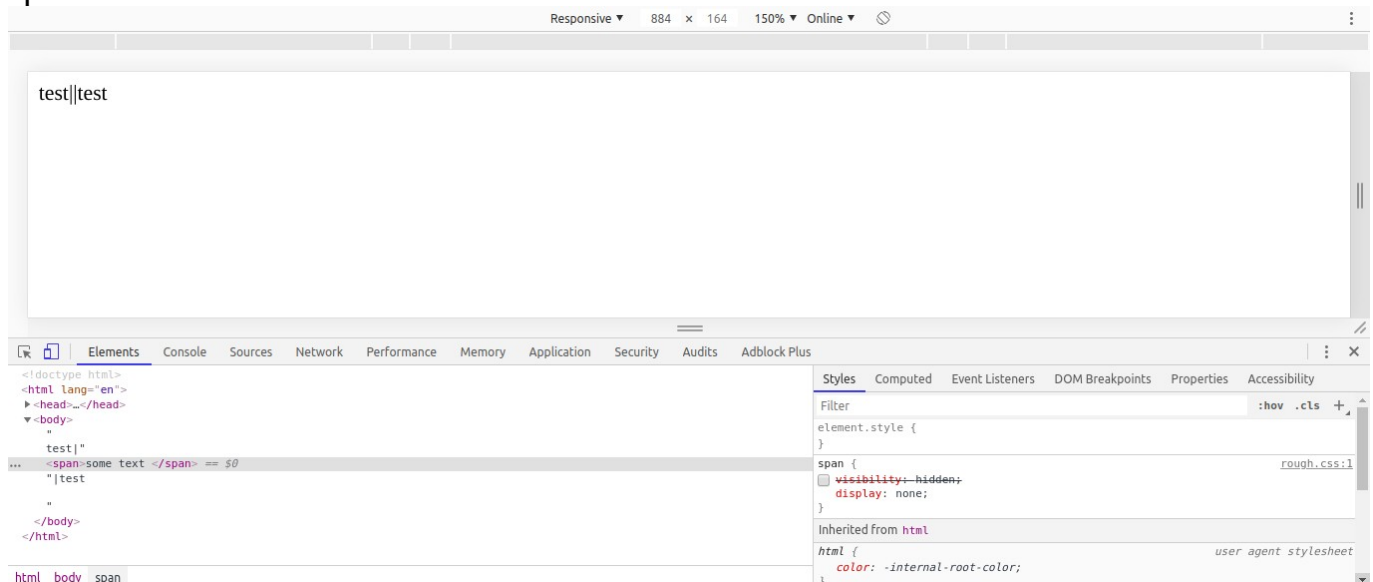 Responsive ▼ 884 × 164 150% ▼ Online ▼
test||test
Elements Console Sources Network Performance Memory Application Security Audits Adblock Plus
<!doctype html>
<html lang="en">
▶<head>…</head>
▼<body>
"
test|"
... <span>some text </span> == $0
"|test
"
</body>
</html>
html body span
Styles Computed Event Listeners DOM Breakpoints Properties Accessibility
Filter :hov .cls +
element.style {
}
span { rough.css:1
visibility: hidden;
display: none;
}
Inherited from html
html { user agent stylesheet
color: -internal-root-color;
}